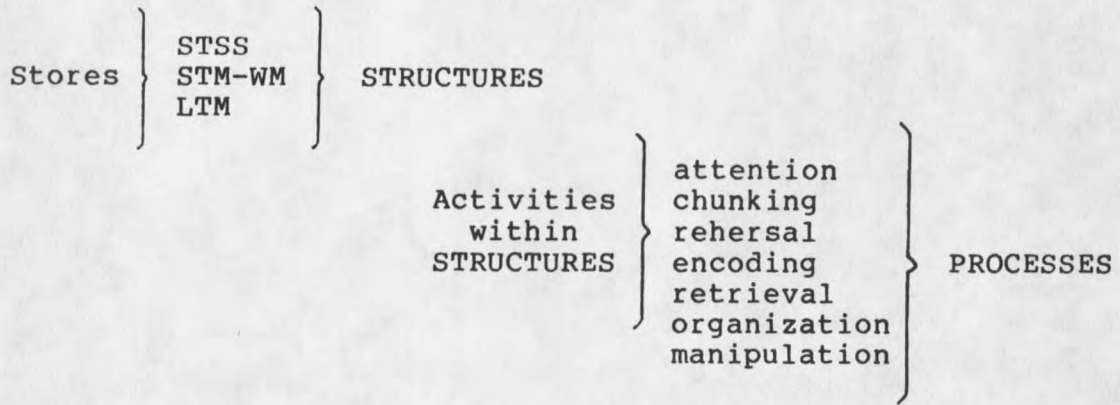 STSS
Stores STM-WM STRUCTURES
LTM
attention
Activities chunking
within rehersal
STRUCTURES encoding PROCESSES
retrieval
organization
manipulation